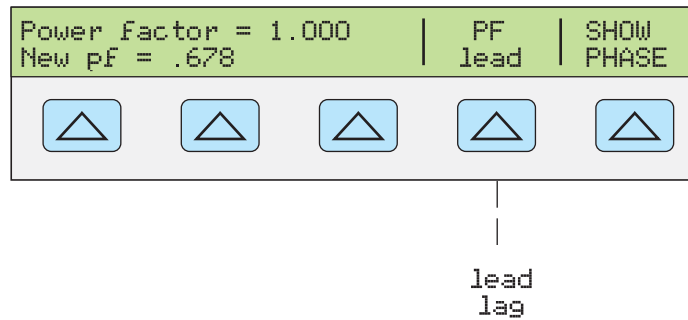 Power factor = 1.000
New pf = .678
PF
lead
SHOW
PHASE
lead
lag